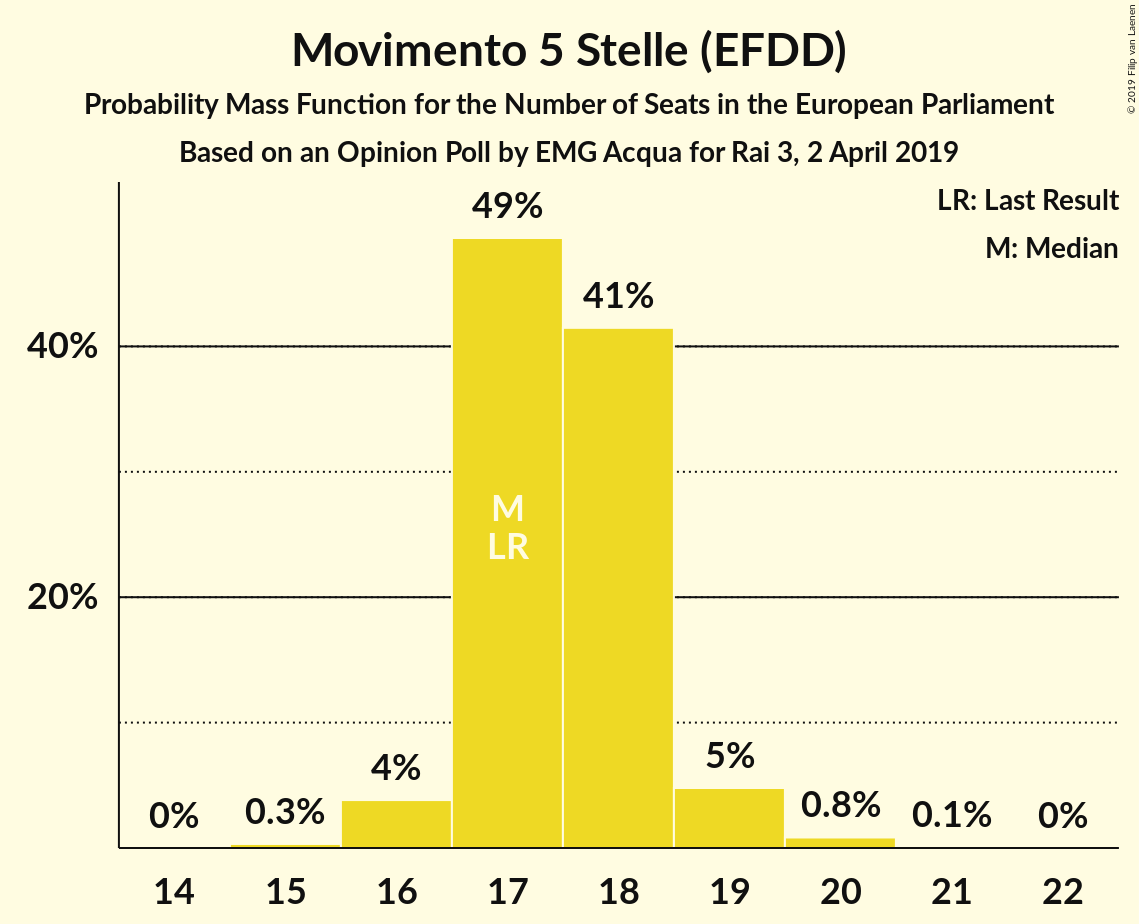 Movimento 5 Stelle (EFDD)
Probability Mass Function for the Number of Seats in the European Parliament
Based on an Opinion Poll by EMG Acqua for Rai 3, 2 April 2019
© 2019 Filip van Laenen
LR: Last Result
M: Median
49%
41%
40%
M
LR
20%
5%
4%
0.8%
0.3%
0.1%
0%
0%
14 15 16 17 18 19 20 21 22